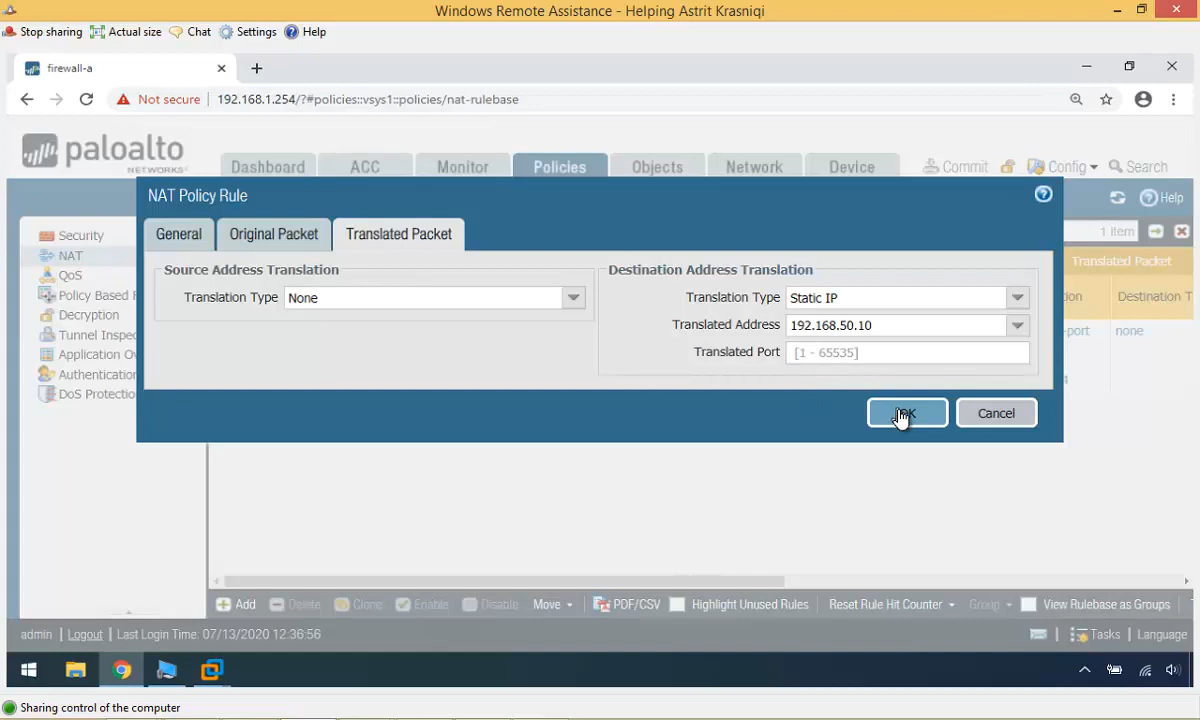 Windows Remote Assistance - Helping Astrit Krasniqi
Stop sharing Actual size Chat Settings Help
firewall-a
Not secure 192.168.1.254/?#policies::vsys1::policies/nat-rulebase
paloalto
NETWORKS
Dashboard ACC Monitor Policies Objects Network Device Commit Config Search
NAT Policy Rule
Help
General Original Packet Translated Packet
Security
1 item
NAT
QoS
Policy Based
Decryption
Tunnel Inspec
Application Ov
Authentication
DoS Protectio
Source Address Translation
Translation Type None
Destination Address Translation
Translation Type Static IP
Translated Address 192.168.50.10
Translated Port [1 - 65535]
OK Cancel
Translated Packet
ion Destination T
-port none
Add Delete Clone Enable Disable Move PDF/CSV Highlight Unused Rules Reset Rule Hit Counter Group View Rulebase as Groups
admin | Logout | Last Login Time: 07/13/2020 12:36:56
Tasks | Language
Sharing control of the computer